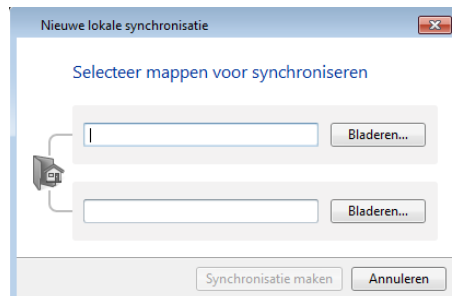 Nieuwe lokale synchronisatie
Selecteer mappen voor synchroniseren
Bladeren...
Bladeren...
Synchronisatie maken Annuleren